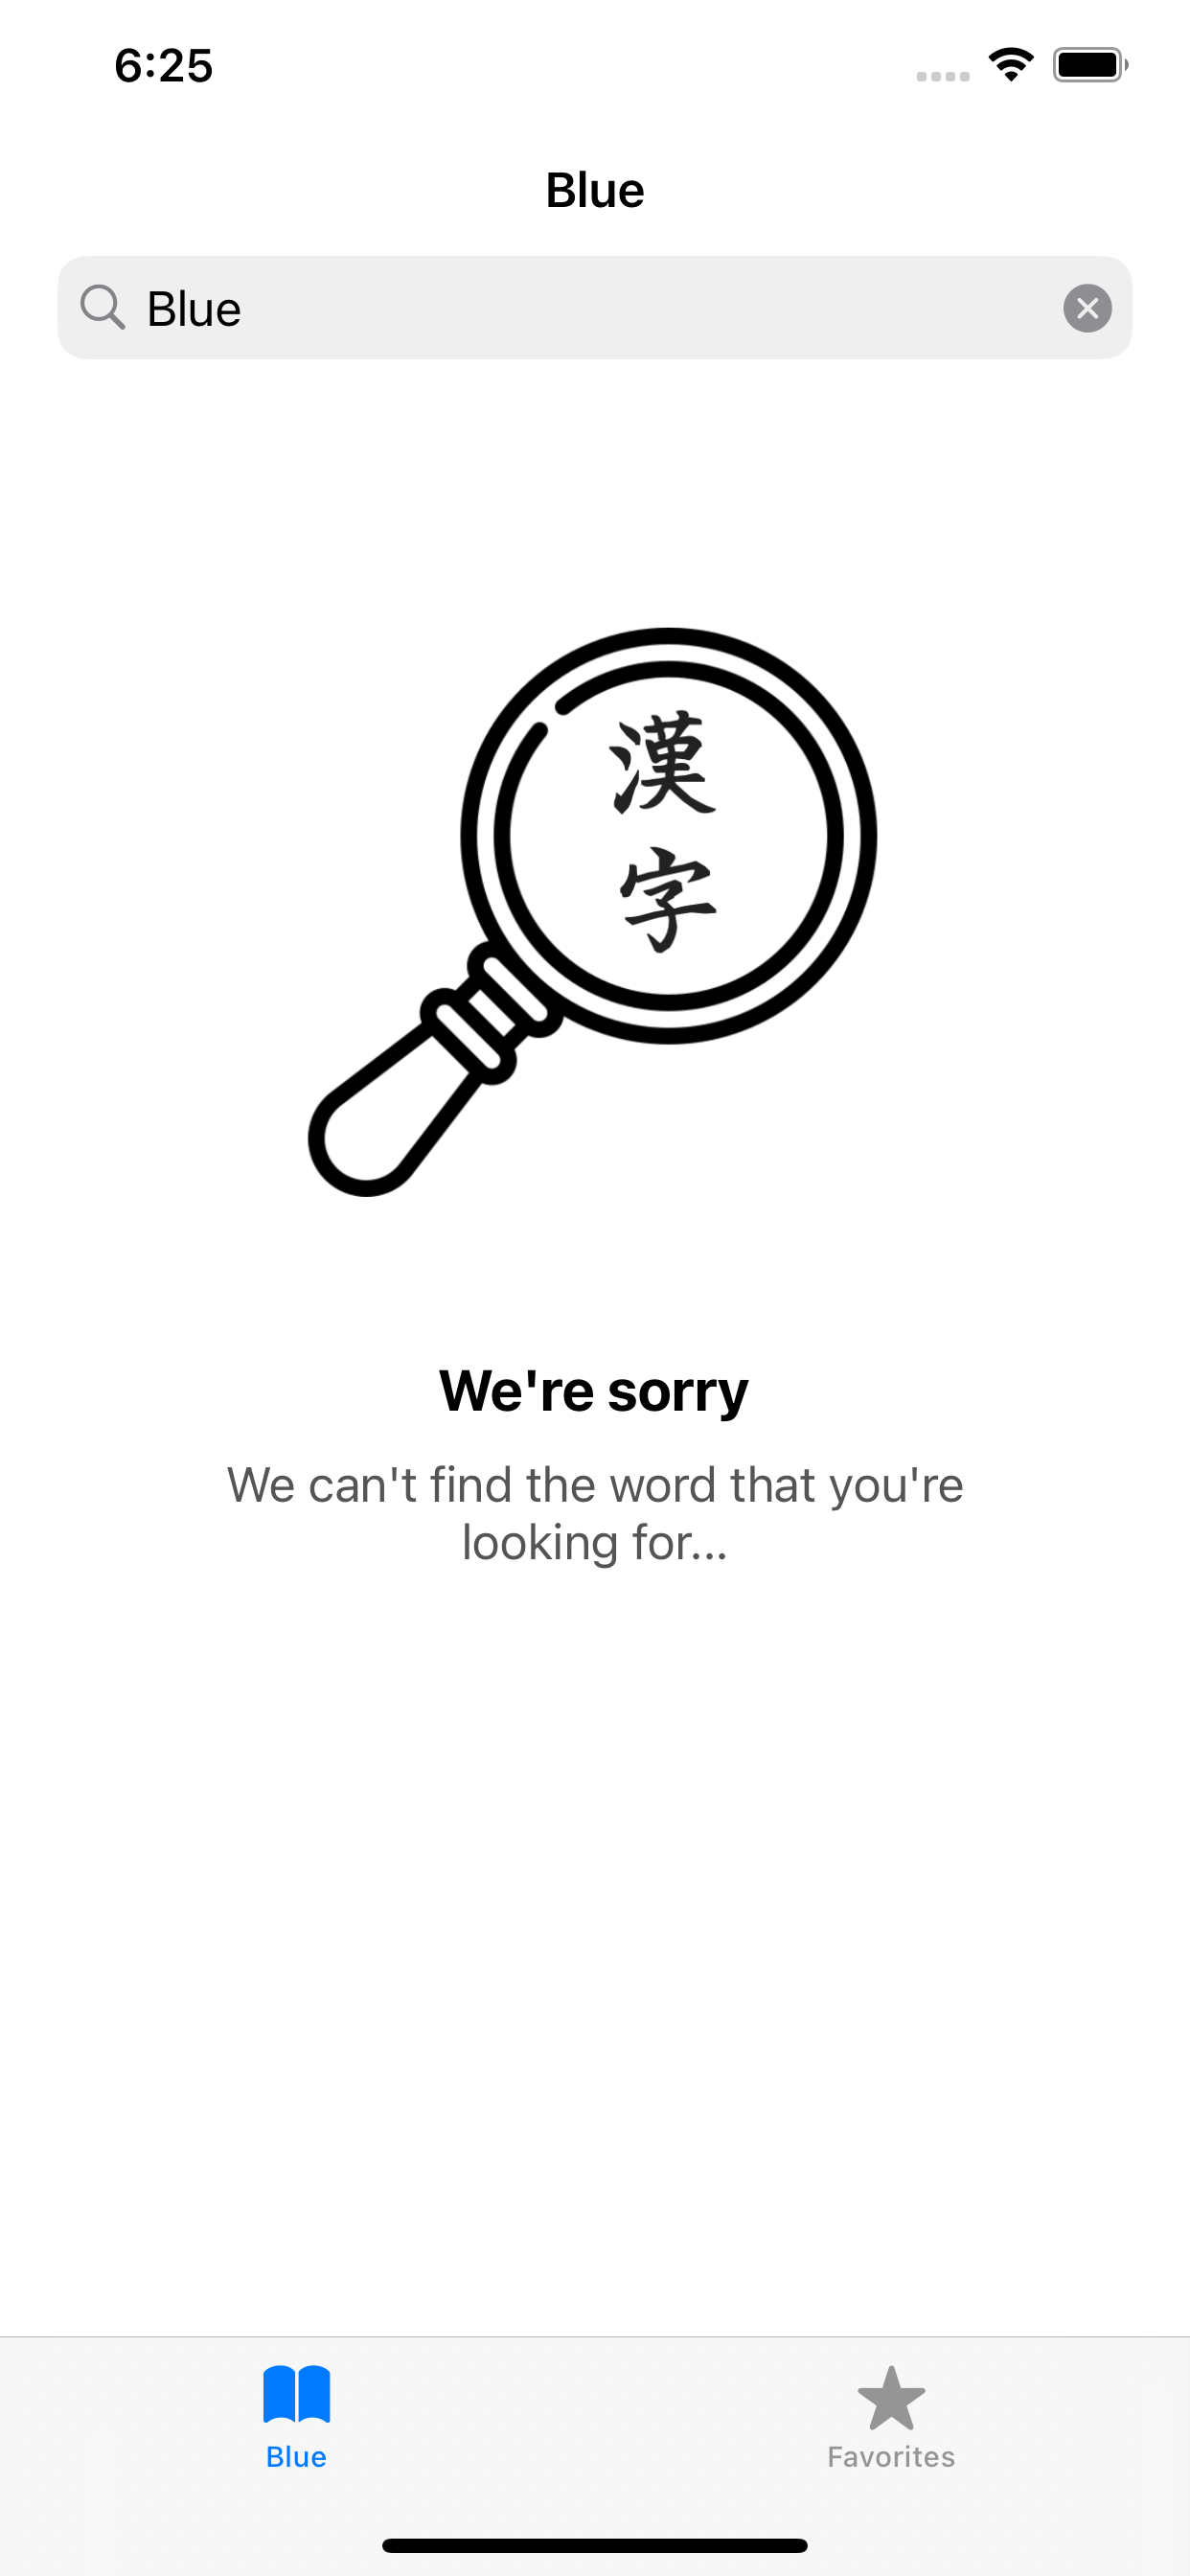 6:25
Blue
Blue
漢
字
We're sorry
We can't find the word that you're
looking for...
Blue
Favorites